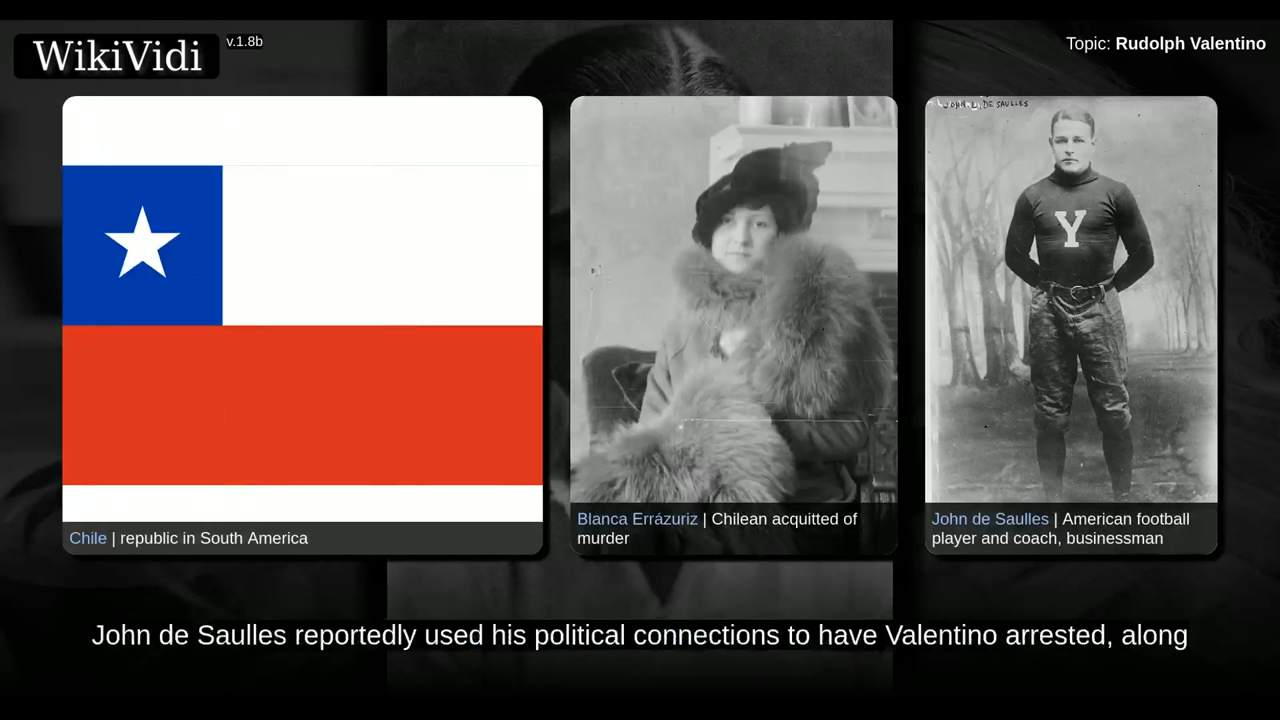 WikiVidi v.1.8b
Topic: Rudolph Valentino
JOHN L. DE SAULLES
Y
Chile | republic in South America
Blanca Errázuriz | Chilean acquitted of
murder
John de Saulles | American football
player and coach, businessman
John de Saulles reportedly used his political connections to have Valentino arrested, along